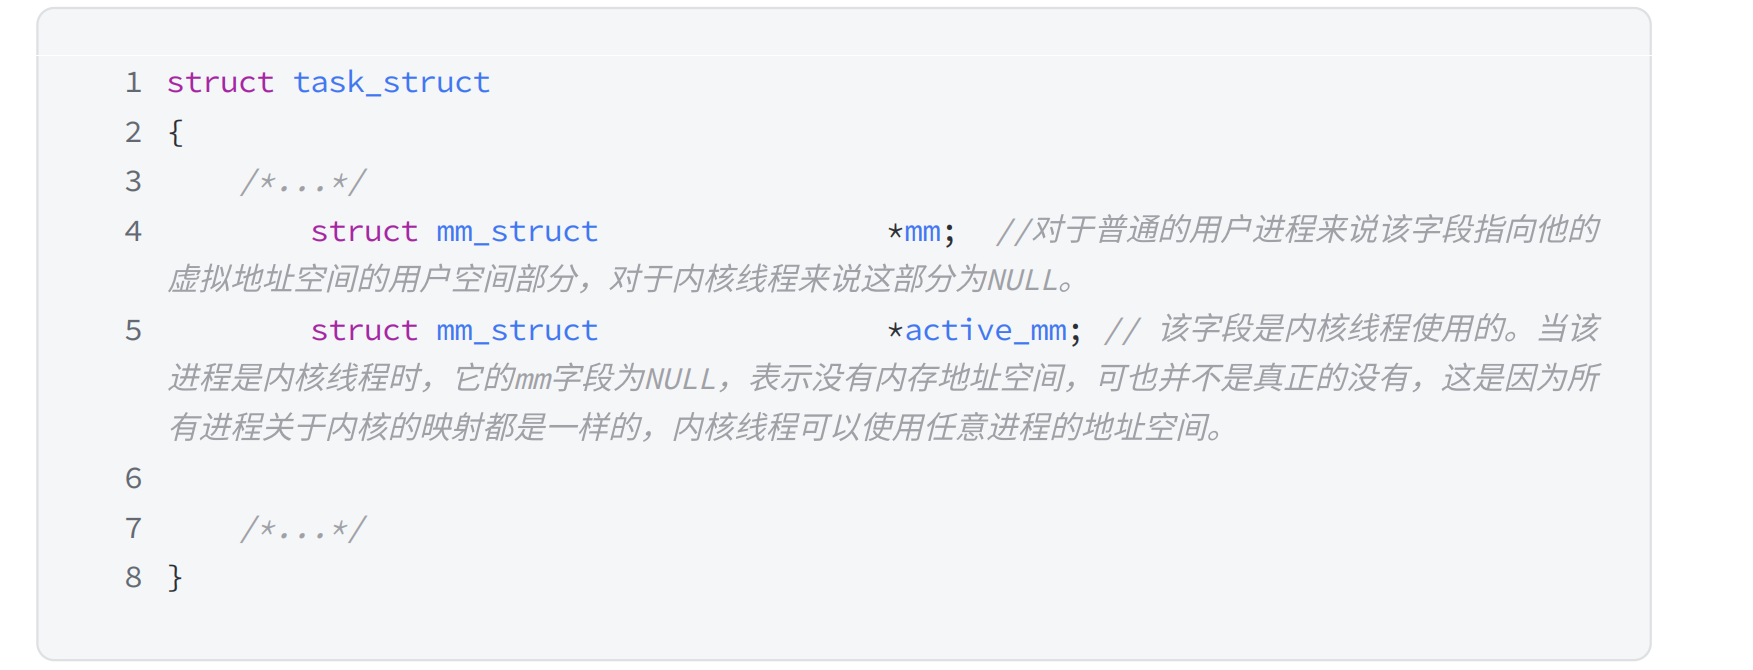 1 struct task_struct
2 {
3     /*...*/
4         struct mm_struct                *mm;  //对于普通的用户进程来说该字段指向他的
虚拟地址空间的用户空间部分，对于内核线程来说这部分为NULL。
5         struct mm_struct                *active_mm; // 该字段是内核线程使用的。当该
进程是内核线程时，它的mm字段为NULL，表示没有内存地址空间，可也并不是真正的没有，这是因为所
有进程关于内核的映射都是一样的，内核线程可以使用任意进程的地址空间。
6
7     /*...*/
8 }